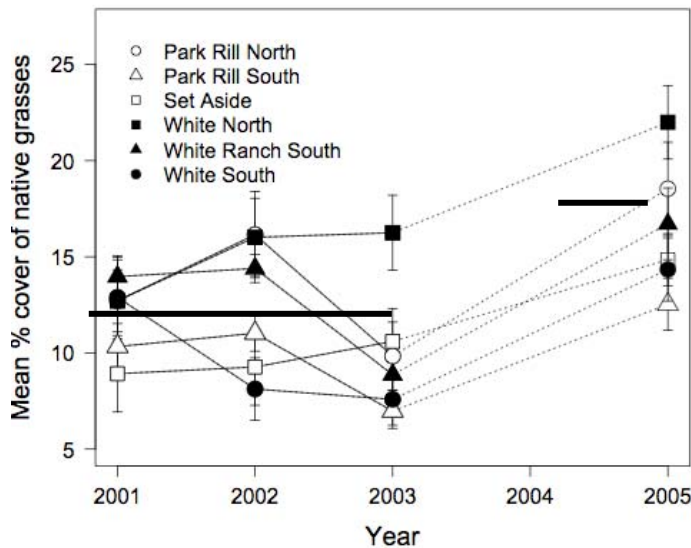 Mean % cover of native grasses
25
20
15
10
5
Park Rill North
Park Rill South
Set Aside
White North
White Ranch South
White South
2001 2002 2003 2004 2005
Year